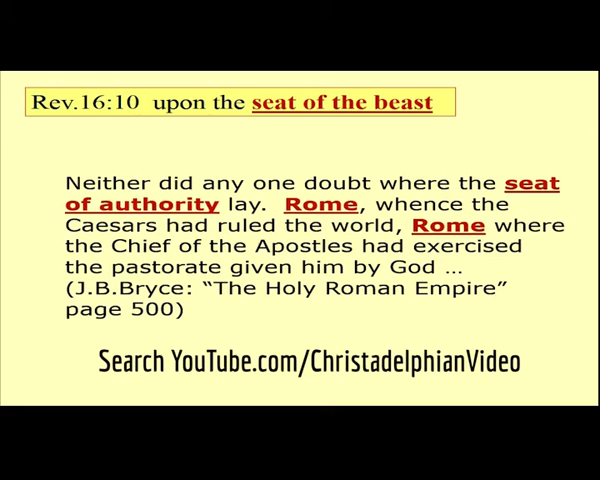 Rev.16:10 upon the seat of the beast
Neither did any one doubt where the seat
of authority lay. Rome, whence the
Caesars had ruled the world, Rome where
the Chief of the Apostles had exercised
the pastorate given him by God …
(J.B.Bryce: “The Holy Roman Empire”
page 500)
Search YouTube.com/ChristadelphianVideo